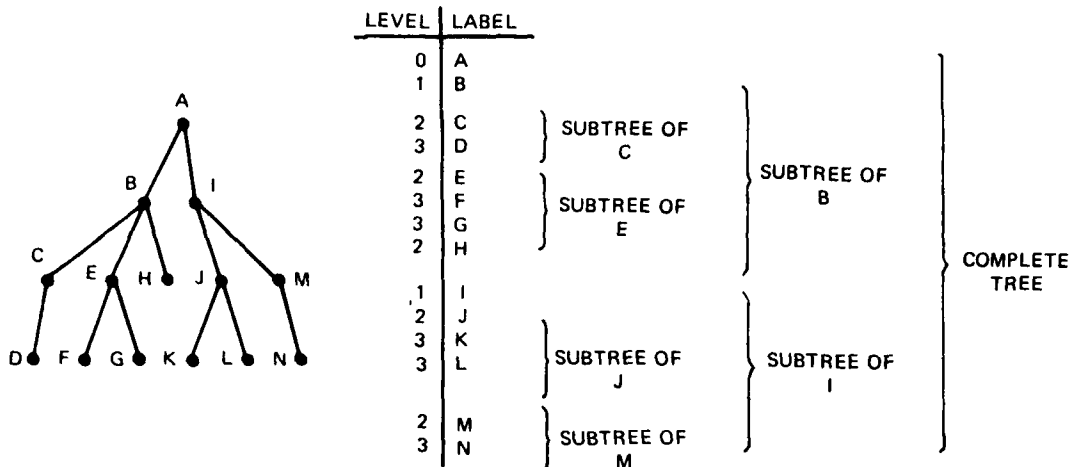 A
B I
C E H J M
D F G K L N
LEVEL LABEL
0 A
1 B
2 C
3 D
2 E
3 F
3 G
2 H
1 I
2 J
3 K
3 L
2 M
3 N
SUBTREE OF
C
SUBTREE OF
E
SUBTREE OF
J
SUBTREE OF
M
SUBTREE OF
B
SUBTREE OF
I
COMPLETE
TREE